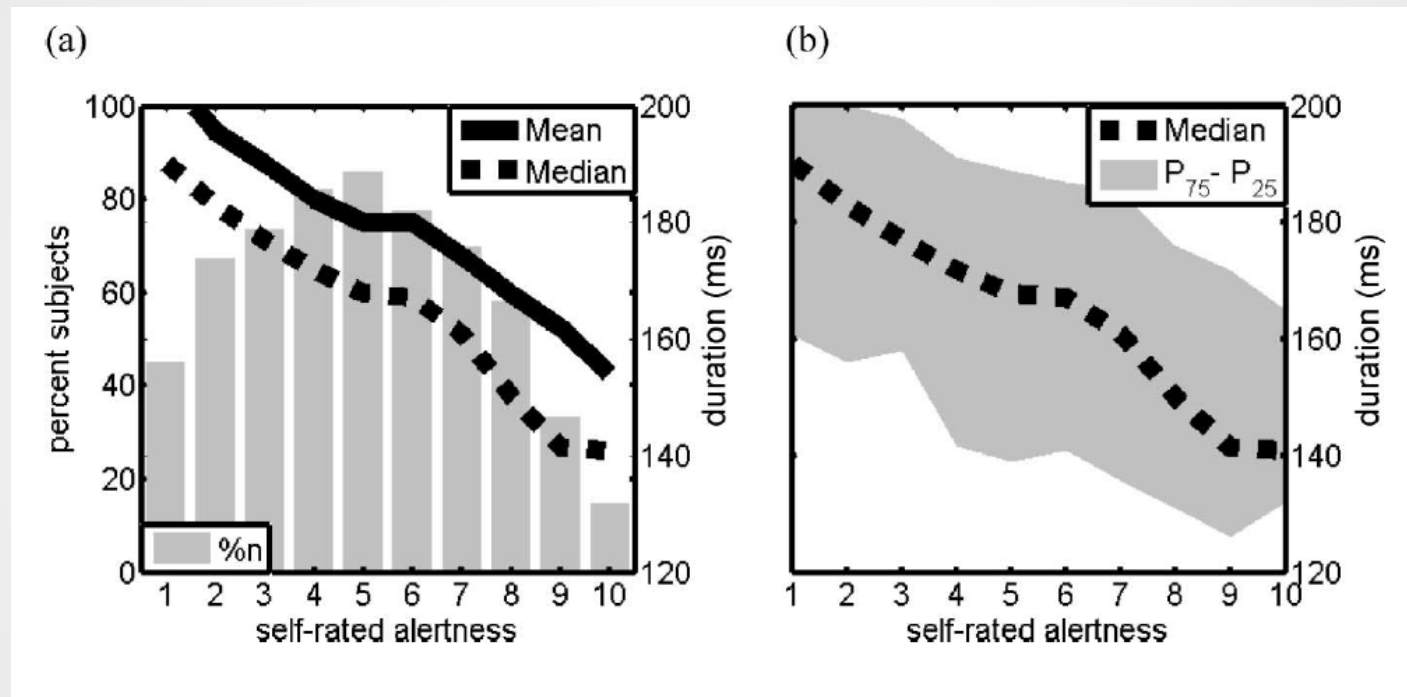 (a)
(b)
100
80
60
40
20
0
percent subjects
Mean
Median
%n
200
180
160
140
120
duration (ms)
1 2 3 4 5 6 7 8 9 10
self-rated alertness
Median
P75- P25
200
180
160
140
120
duration (ms)
1 2 3 4 5 6 7 8 9 10
self-rated alertness